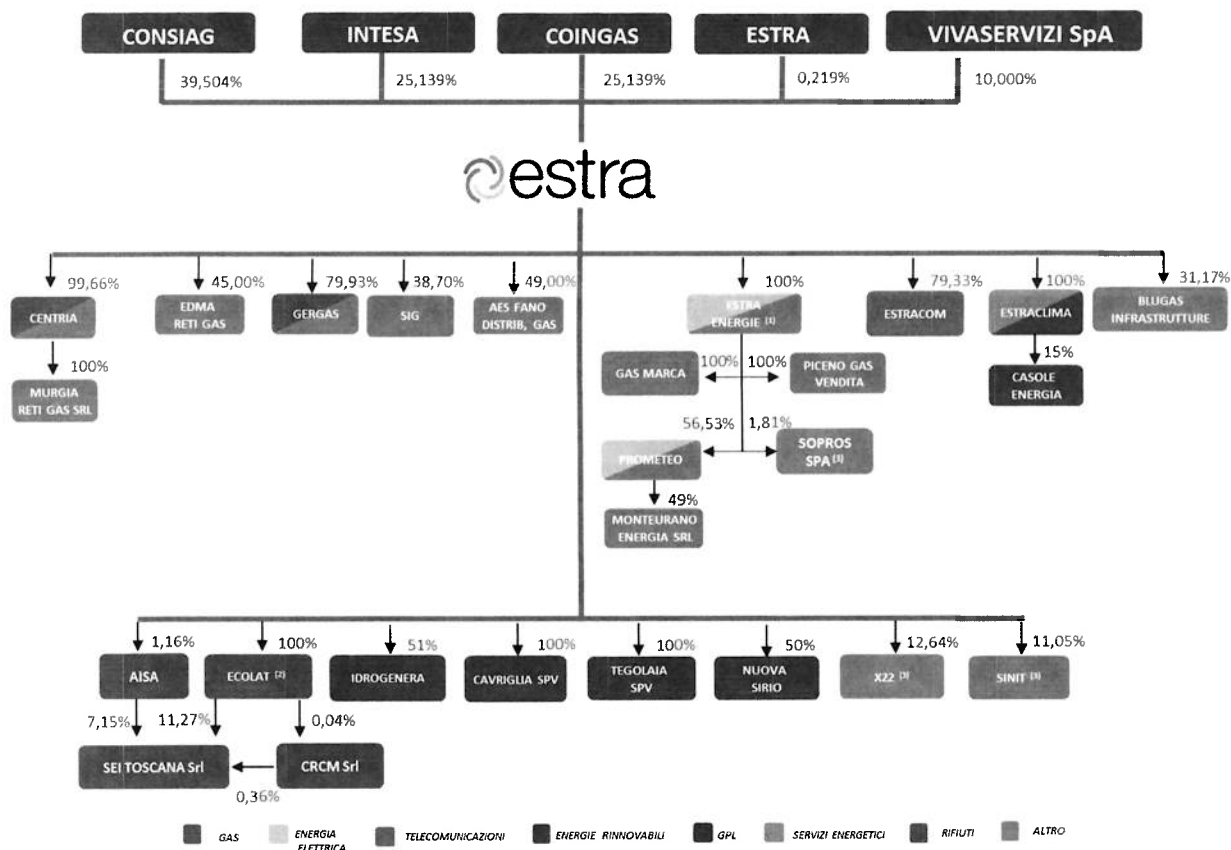 CONSIAG
INTESA
COINGAS
ESTRA
VIVASERVIZI SpA
39,504%
25,139%
25,139%
0,219%
10,000%
estra
99,66%
45,00%
79,93%
38,70%
49,00%
100%
79,33%
100%
31,17%
CENTRIA
EDMA
RETI GAS
GERGAS
SIG
AES FANO
DISTRIB, GAS
ESTRA
ENERGIE [1]
ESTRACOM
ESTRACLIMA
BLUGAS
INFRASTRUTTURE
100%
100%
100%
15%
MURGIA
RETI GAS SRL
GAS MARCA
PICENO GAS
VENDITA
CASOLE
ENERGIA
56,53%
1,81%
PROMETEO
SOPROS
SPA [3]
49%
MONTEURANO
ENERGIA SRL
1,16%
100%
51%
100%
100%
50%
12,64%
11,05%
AISA
ECOLAT [2]
IDROGENERA
CAVRIGLIA SPV
TEGOLAIA
SPV
NUOVA
SIRIO
X22 [3]
SINIT [3]
7,15%
11,27%
0,04%
SEI TOSCANA Srl
CRCM Srl
0,36%
GAS
ENERGIA
ELETTRICA
TELECOMUNICAZIONI
ENERGIE RINNOVABILI
GPL
SERVIZI ENERGETICI
RIFIUTI
ALTRO